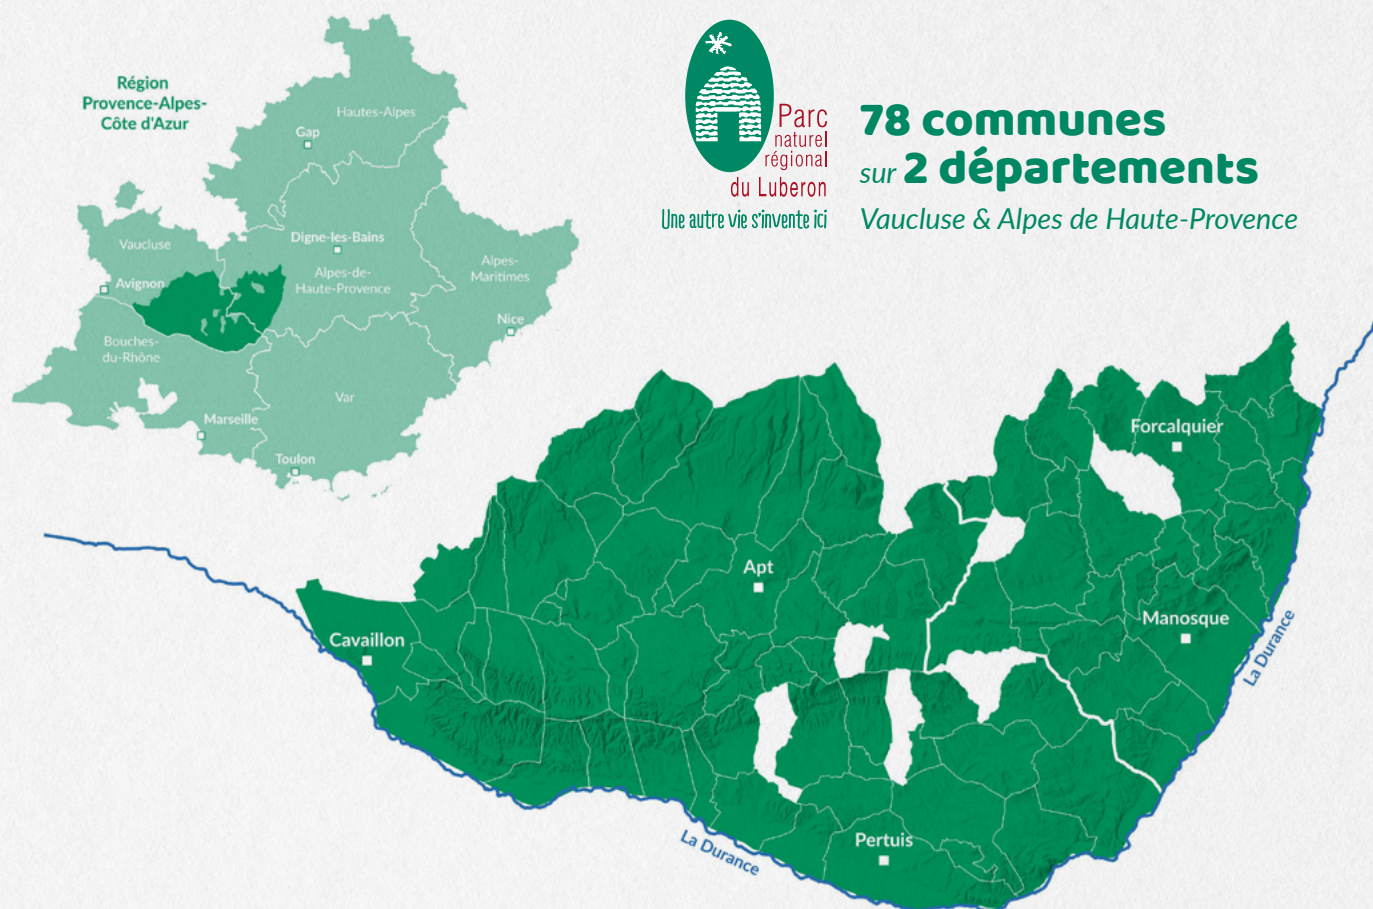 Région
Provence-Alpes-
Côte d'Azur
Hautes-Alpes
Gap
Vaucluse
Avignon
Digne-les-Bains
Alpes-de-
Haute-Provence
Alpes-
Maritimes
Nice
Bouches-
du-Rhône
Var
Marseille
Toulon
Parc
naturel
régional
du Luberon
Une autre vie s'invente ici
78 communes
sur 2 départements
Vaucluse & Alpes de Haute-Provence
Forcalquier
Apt
Manosque
Cavaillon
La Durance
Pertuis
La Durance